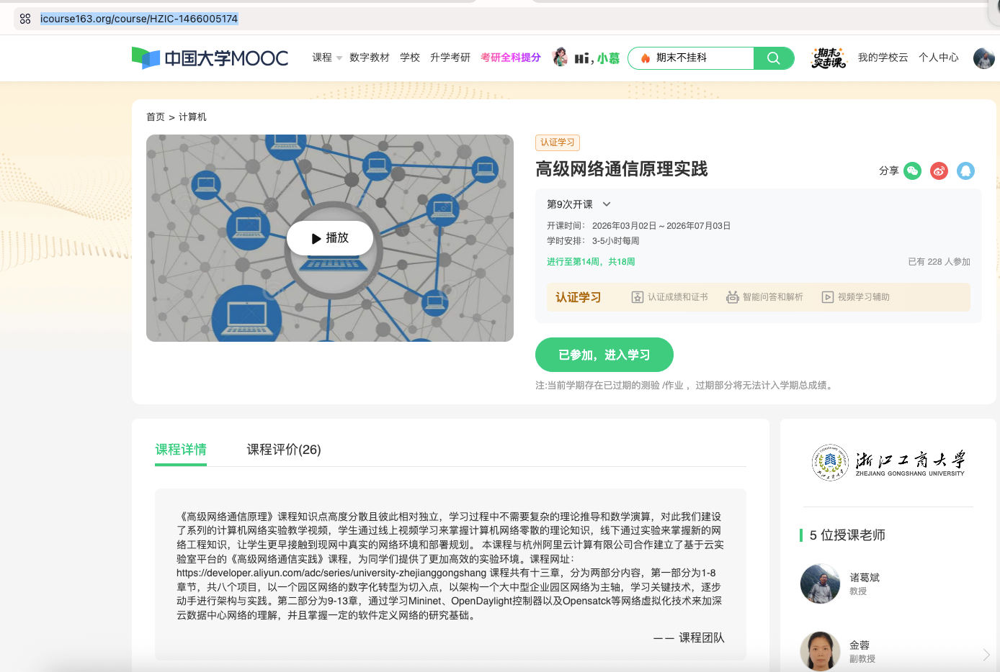 icourse163.org/course/HZIC-1466005174
中国大学MOOC
课程 数字教材 学校 升学考研 考研全科提分 Hi,小慕 期末不挂科 期末突击课 我的学校云 个人中心
首页 > 计算机
播放
认证学习
高级网络通信原理实践
分享
第9次开课
开课时间: 2026年03月02日 ~ 2026年07月03日
学时安排: 3-5小时每周
进行至第14周，共18周
已有 228 人参加
认证学习 认证成绩和证书 智能问答和解析 视频学习辅助
已参加，进入学习
注:当前学期存在已过期的测验 /作业 ，过期部分将无法计入学期总成绩。
课程详情 课程评价(26)
《高级网络通信原理》课程知识点高度分散且彼此相对独立，学习过程中不需要复杂的理论推导和数学演算，对此我们建设
了系列的计算机网络实验教学视频，学生通过线上视频学习来掌握计算机网络零散的理论知识，线下通过实验来掌握新的网
络工程知识，让学生更早接触到现网中真实的网络环境和部署规划。 本课程与杭州阿里云计算有限公司合作建立了基于云实
验室平台的《高级网络通信实践》课程，为同学们提供了更加高效的实验环境。课程网址：
https://developer.aliyun.com/adc/series/university-zhejianggongshang 课程共有十三章，分为两部分内容，第一部分为1-8
章节，共八个项目，以一个园区网络的数字化转型为切入点，以架构一个大中型企业园区网络为主轴，学习关键技术，逐步
动手进行架构与实践。第二部分为9-13章，通过学习Mininet、OpenDaylight控制器以及Opensatck等网络虚拟化技术来加深
云数据中心网络的理解，并且掌握一定的软件定义网络的研究基础。
—— 课程团队
浙江工商大学
ZHEJIANG GONGSHANG UNIVERSITY
5 位授课老师
诸葛斌
教授
金蓉
副教授